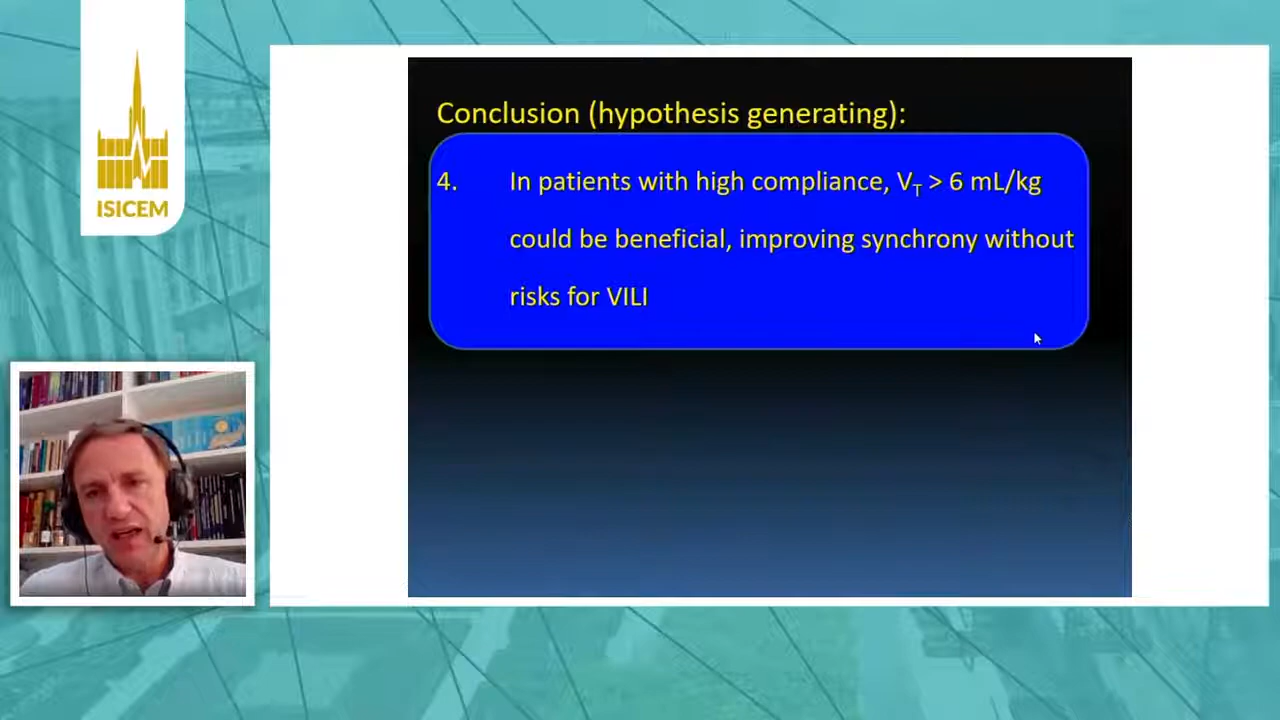 ISICEM
Conclusion (hypothesis generating):
4. In patients with high compliance, VT > 6 mL/kg
could be beneficial, improving synchrony without
risks for VILI